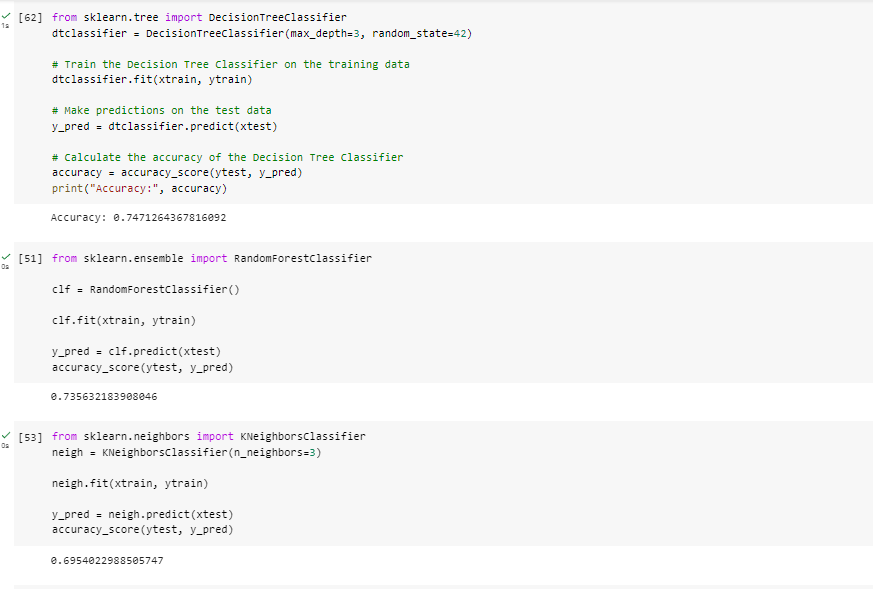 [62] from sklearn.tree import DecisionTreeClassifier
1s
dtclassifier = DecisionTreeClassifier(max_depth=3, random_state=42)
# Train the Decision Tree Classifier on the training data
dtclassifier.fit(xtrain, ytrain)
# Make predictions on the test data
y_pred = dtclassifier.predict(xtest)
# Calculate the accuracy of the Decision Tree Classifier
accuracy = accuracy_score(ytest, y_pred)
print("Accuracy:", accuracy)
Accuracy: 0.7471264367816092
[51] from sklearn.ensemble import RandomForestClassifier
0s
clf = RandomForestClassifier()
clf.fit(xtrain, ytrain)
y_pred = clf.predict(xtest)
accuracy_score(ytest, y_pred)
0.735632183908046
[53] from sklearn.neighbors import KNeighborsClassifier
0s
neigh = KNeighborsClassifier(n_neighbors=3)
neigh.fit(xtrain, ytrain)
y_pred = neigh.predict(xtest)
accuracy_score(ytest, y_pred)
0.6954022988505747